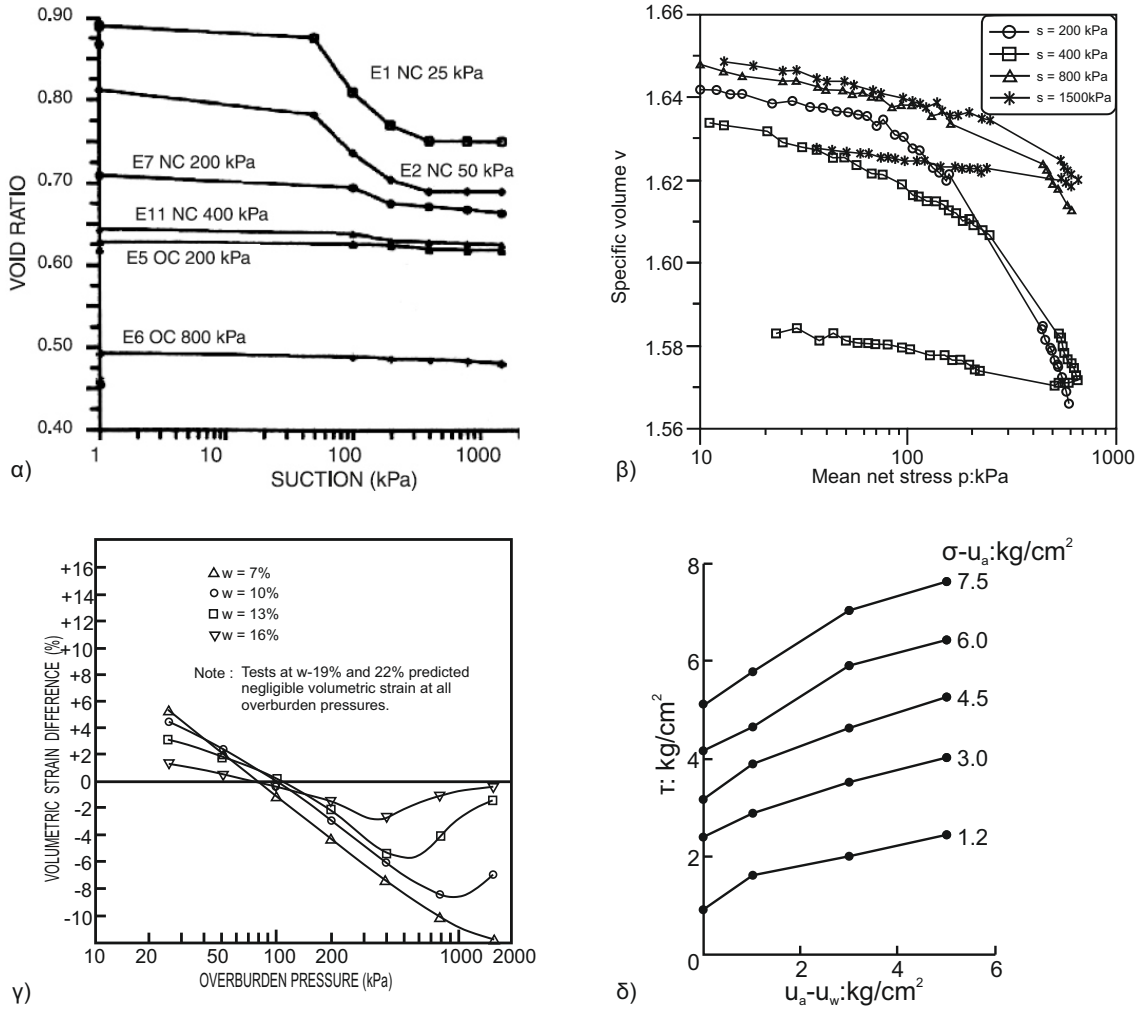 0.90
0.80
0.70
0.60
0.50
0.40
VOID RATIO
E1 NC 25 kPa
E7 NC 200 kPa
E2 NC 50 kPa
E11 NC 400 kPa
E5 OC 200 kPa
E6 OC 800 kPa
1 10 100 1000
SUCTION (kPa)
α)
1.66
1.64
1.62
1.60
1.58
1.56
Specific volume v
s = 200 kPa
s = 400 kPa
s = 800 kPa
s = 1500kPa
10 100 1000
Mean net stress p:kPa
β)
+16
+14
+12
+10
+8
+6
+4
+2
0
-2
-4
-6
-8
-10
VOLUMETRIC STRAIN DIFFERENCE (%)
w = 7%
w = 10%
w = 13%
w = 16%
Note : Tests at w-19% and 22% predicted
negligible volumetric strain at all
overburden pressures.
10 20 50 100 200 500 1000 2000
OVERBURDEN PRESSURE (kPa)
γ)
8
6
4
2
0
τ: kg/cm²
σ-uₐ:kg/cm²
7.5
6.0
4.5
3.0
1.2
2 4 6
uₐ-u_w:kg/cm²
δ)